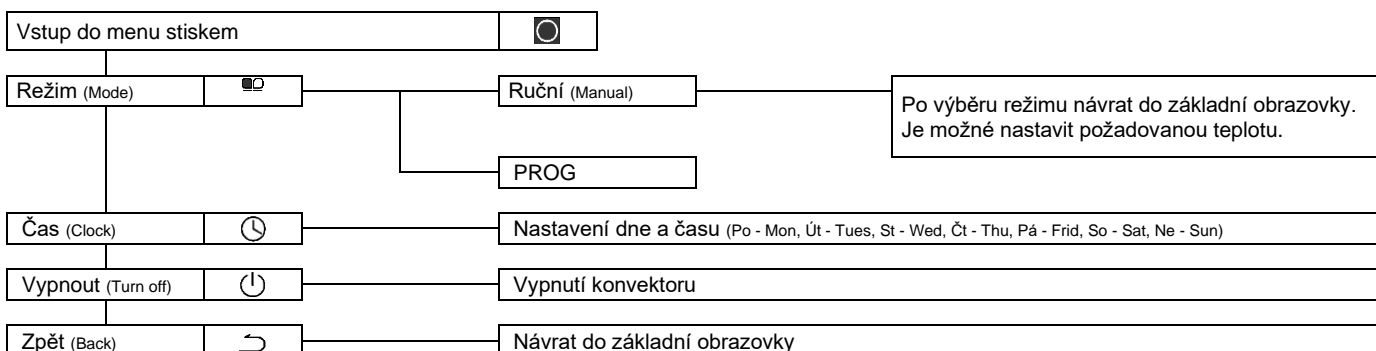 Vstup do menu stiskem
Režim (Mode)
Ruční (Manual)
Po výběru režimu návrat do základní obrazovky.
Je možné nastavit požadovanou teplotu.
PROG
Čas (Clock)
Nastavení dne a času (Po - Mon, Út - Tues, St - Wed, Čt - Thu, Pá - Frid, So - Sat, Ne - Sun)
Vypnout (Turn off)
Vypnutí konvektoru
Zpět (Back)
Návrat do základní obrazovky